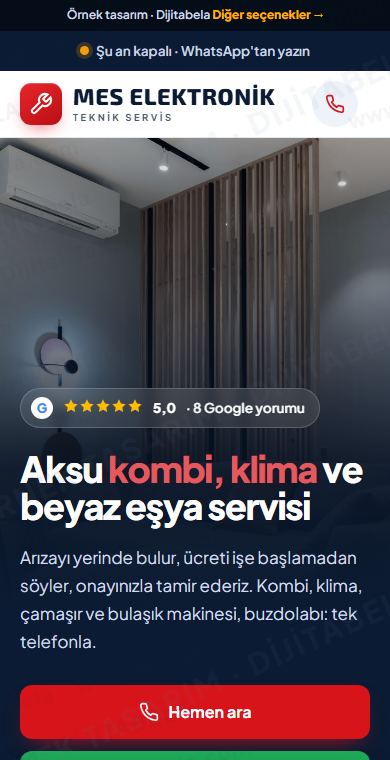 Örnek tasarım · Dijitabela Diğer seçenekler →
Şu an kapalı · WhatsApp'tan yazın
MES ELEKTRONİK
TEKNİK SERVİS
G ★★★★★ 5,0 · 8 Google yorumu
Aksu kombi, klima ve
beyaz eşya servisi
Arızayı yerinde bulur, ücreti işe başlamadan
söyler, onayınızla tamir ederiz. Kombi, klima,
çamaşır ve bulaşık makinesi, buzdolabı: tek
telefonla.
Hemen ara